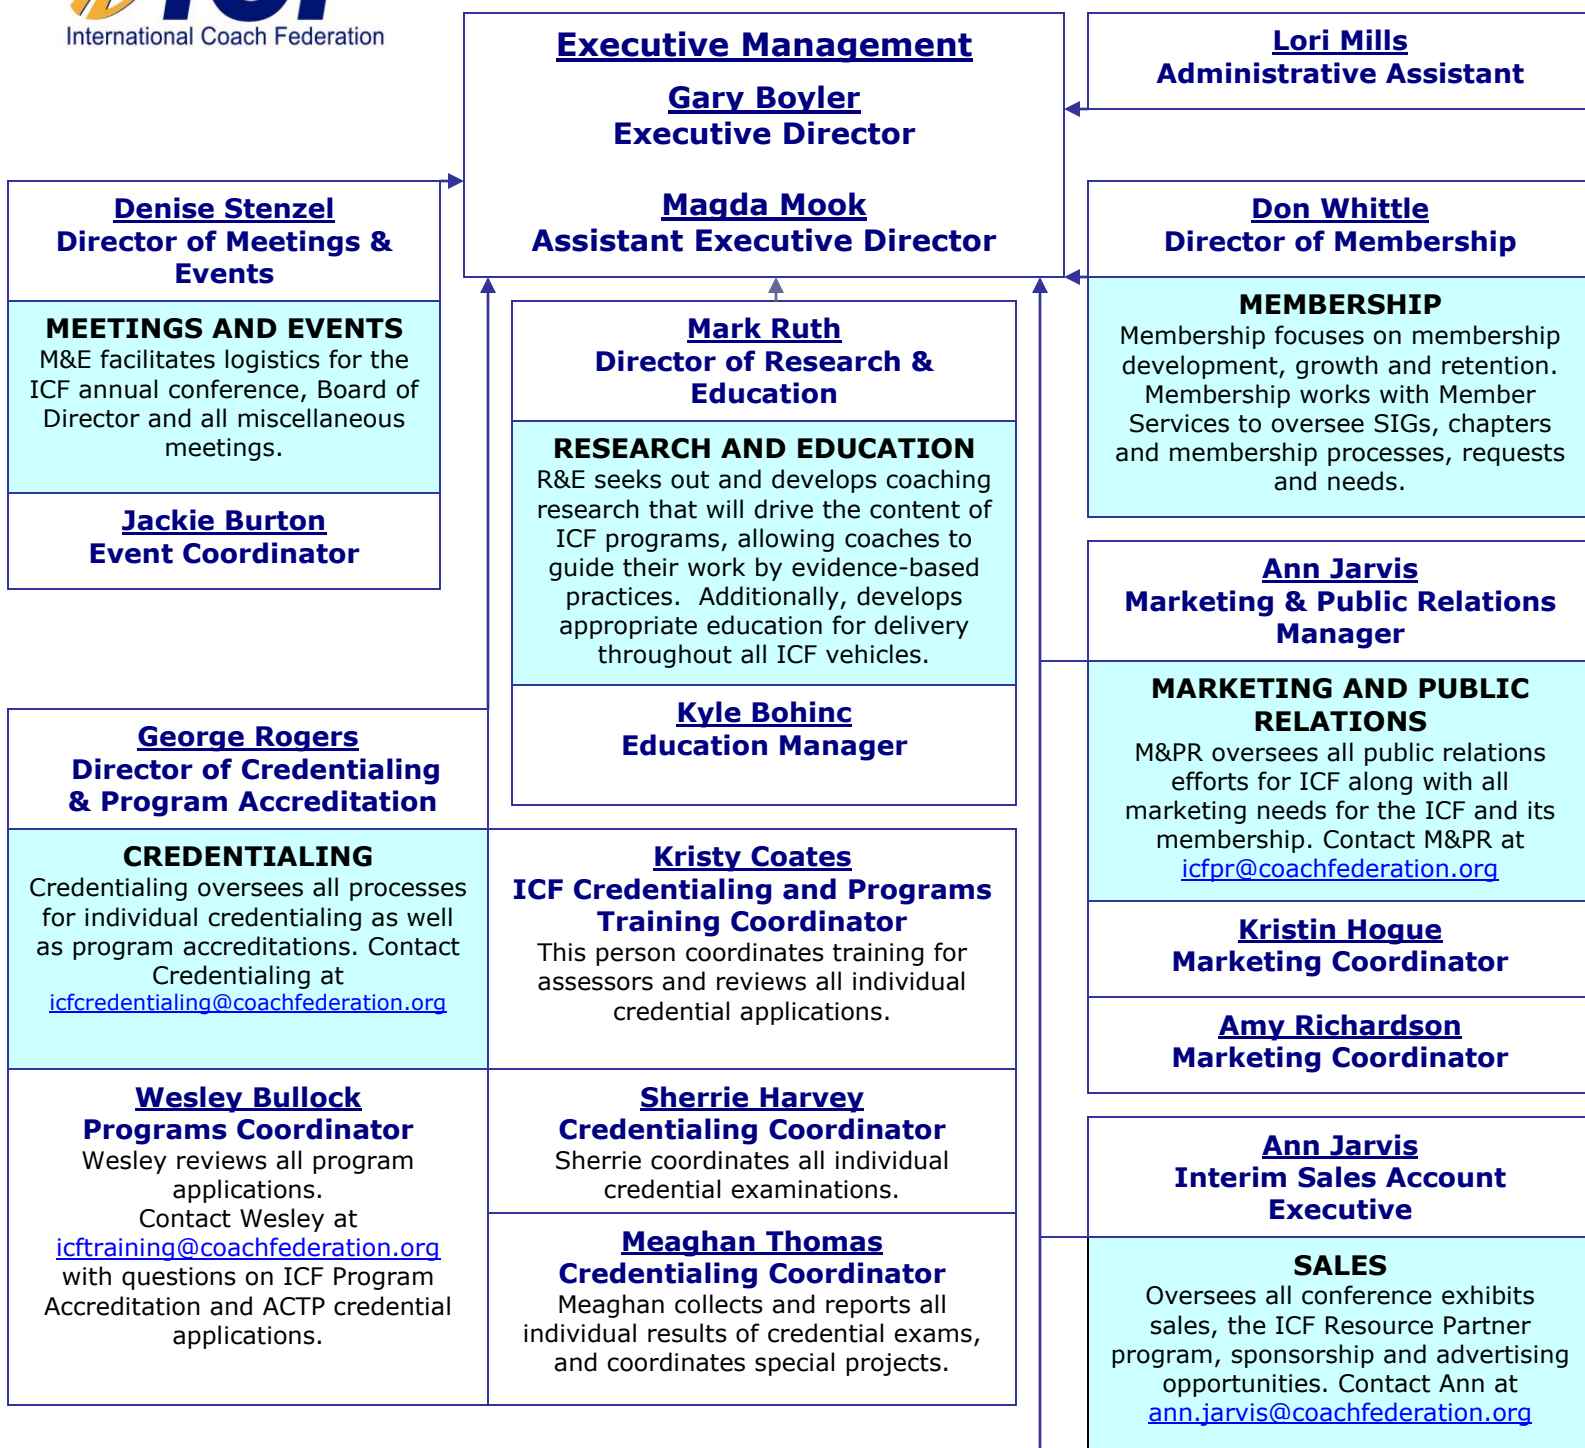 ICF
International Coach Federation
Executive Management
Gary Boyler
Executive Director
Magda Mook
Assistant Executive Director
Lori Mills
Administrative Assistant
Denise Stenzel
Director of Meetings &
Events
MEETINGS AND EVENTS
M&E facilitates logistics for the
ICF annual conference, Board of
Director and all miscellaneous
meetings.
Jackie Burton
Event Coordinator
Mark Ruth
Director of Research &
Education
RESEARCH AND EDUCATION
R&E seeks out and develops coaching
research that will drive the content of
ICF programs, allowing coaches to
guide their work by evidence-based
practices.  Additionally, develops
appropriate education for delivery
throughout all ICF vehicles.
Kyle Bohinc
Education Manager
Don Whittle
Director of Membership
MEMBERSHIP
Membership focuses on membership
development, growth and retention.
Membership works with Member
Services to oversee SIGs, chapters
and membership processes, requests
and needs.
Ann Jarvis
Marketing & Public Relations
Manager
MARKETING AND PUBLIC
RELATIONS
M&PR oversees all public relations
efforts for ICF along with all
marketing needs for the ICF and its
membership. Contact M&PR at
icfpr@coachfederation.org
Kristin Hogue
Marketing Coordinator
Amy Richardson
Marketing Coordinator
George Rogers
Director of Credentialing
& Program Accreditation
CREDENTIALING
Credentialing oversees all processes
for individual credentialing as well
as program accreditations. Contact
Credentialing at
icfcredentialing@coachfederation.org
Kristy Coates
ICF Credentialing and Programs
Training Coordinator
This person coordinates training for
assessors and reviews all individual
credential applications.
Wesley Bullock
Programs Coordinator
Wesley reviews all program
applications.
Contact Wesley at
icftraining@coachfederation.org
with questions on ICF Program
Accreditation and ACTP credential
applications.
Sherrie Harvey
Credentialing Coordinator
Sherrie coordinates all individual
credential examinations.
Meaghan Thomas
Credentialing Coordinator
Meaghan collects and reports all
individual results of credential exams,
and coordinates special projects.
Ann Jarvis
Interim Sales Account
Executive
SALES
Oversees all conference exhibits
sales, the ICF Resource Partner
program, sponsorship and advertising
opportunities. Contact Ann at
ann.jarvis@coachfederation.org